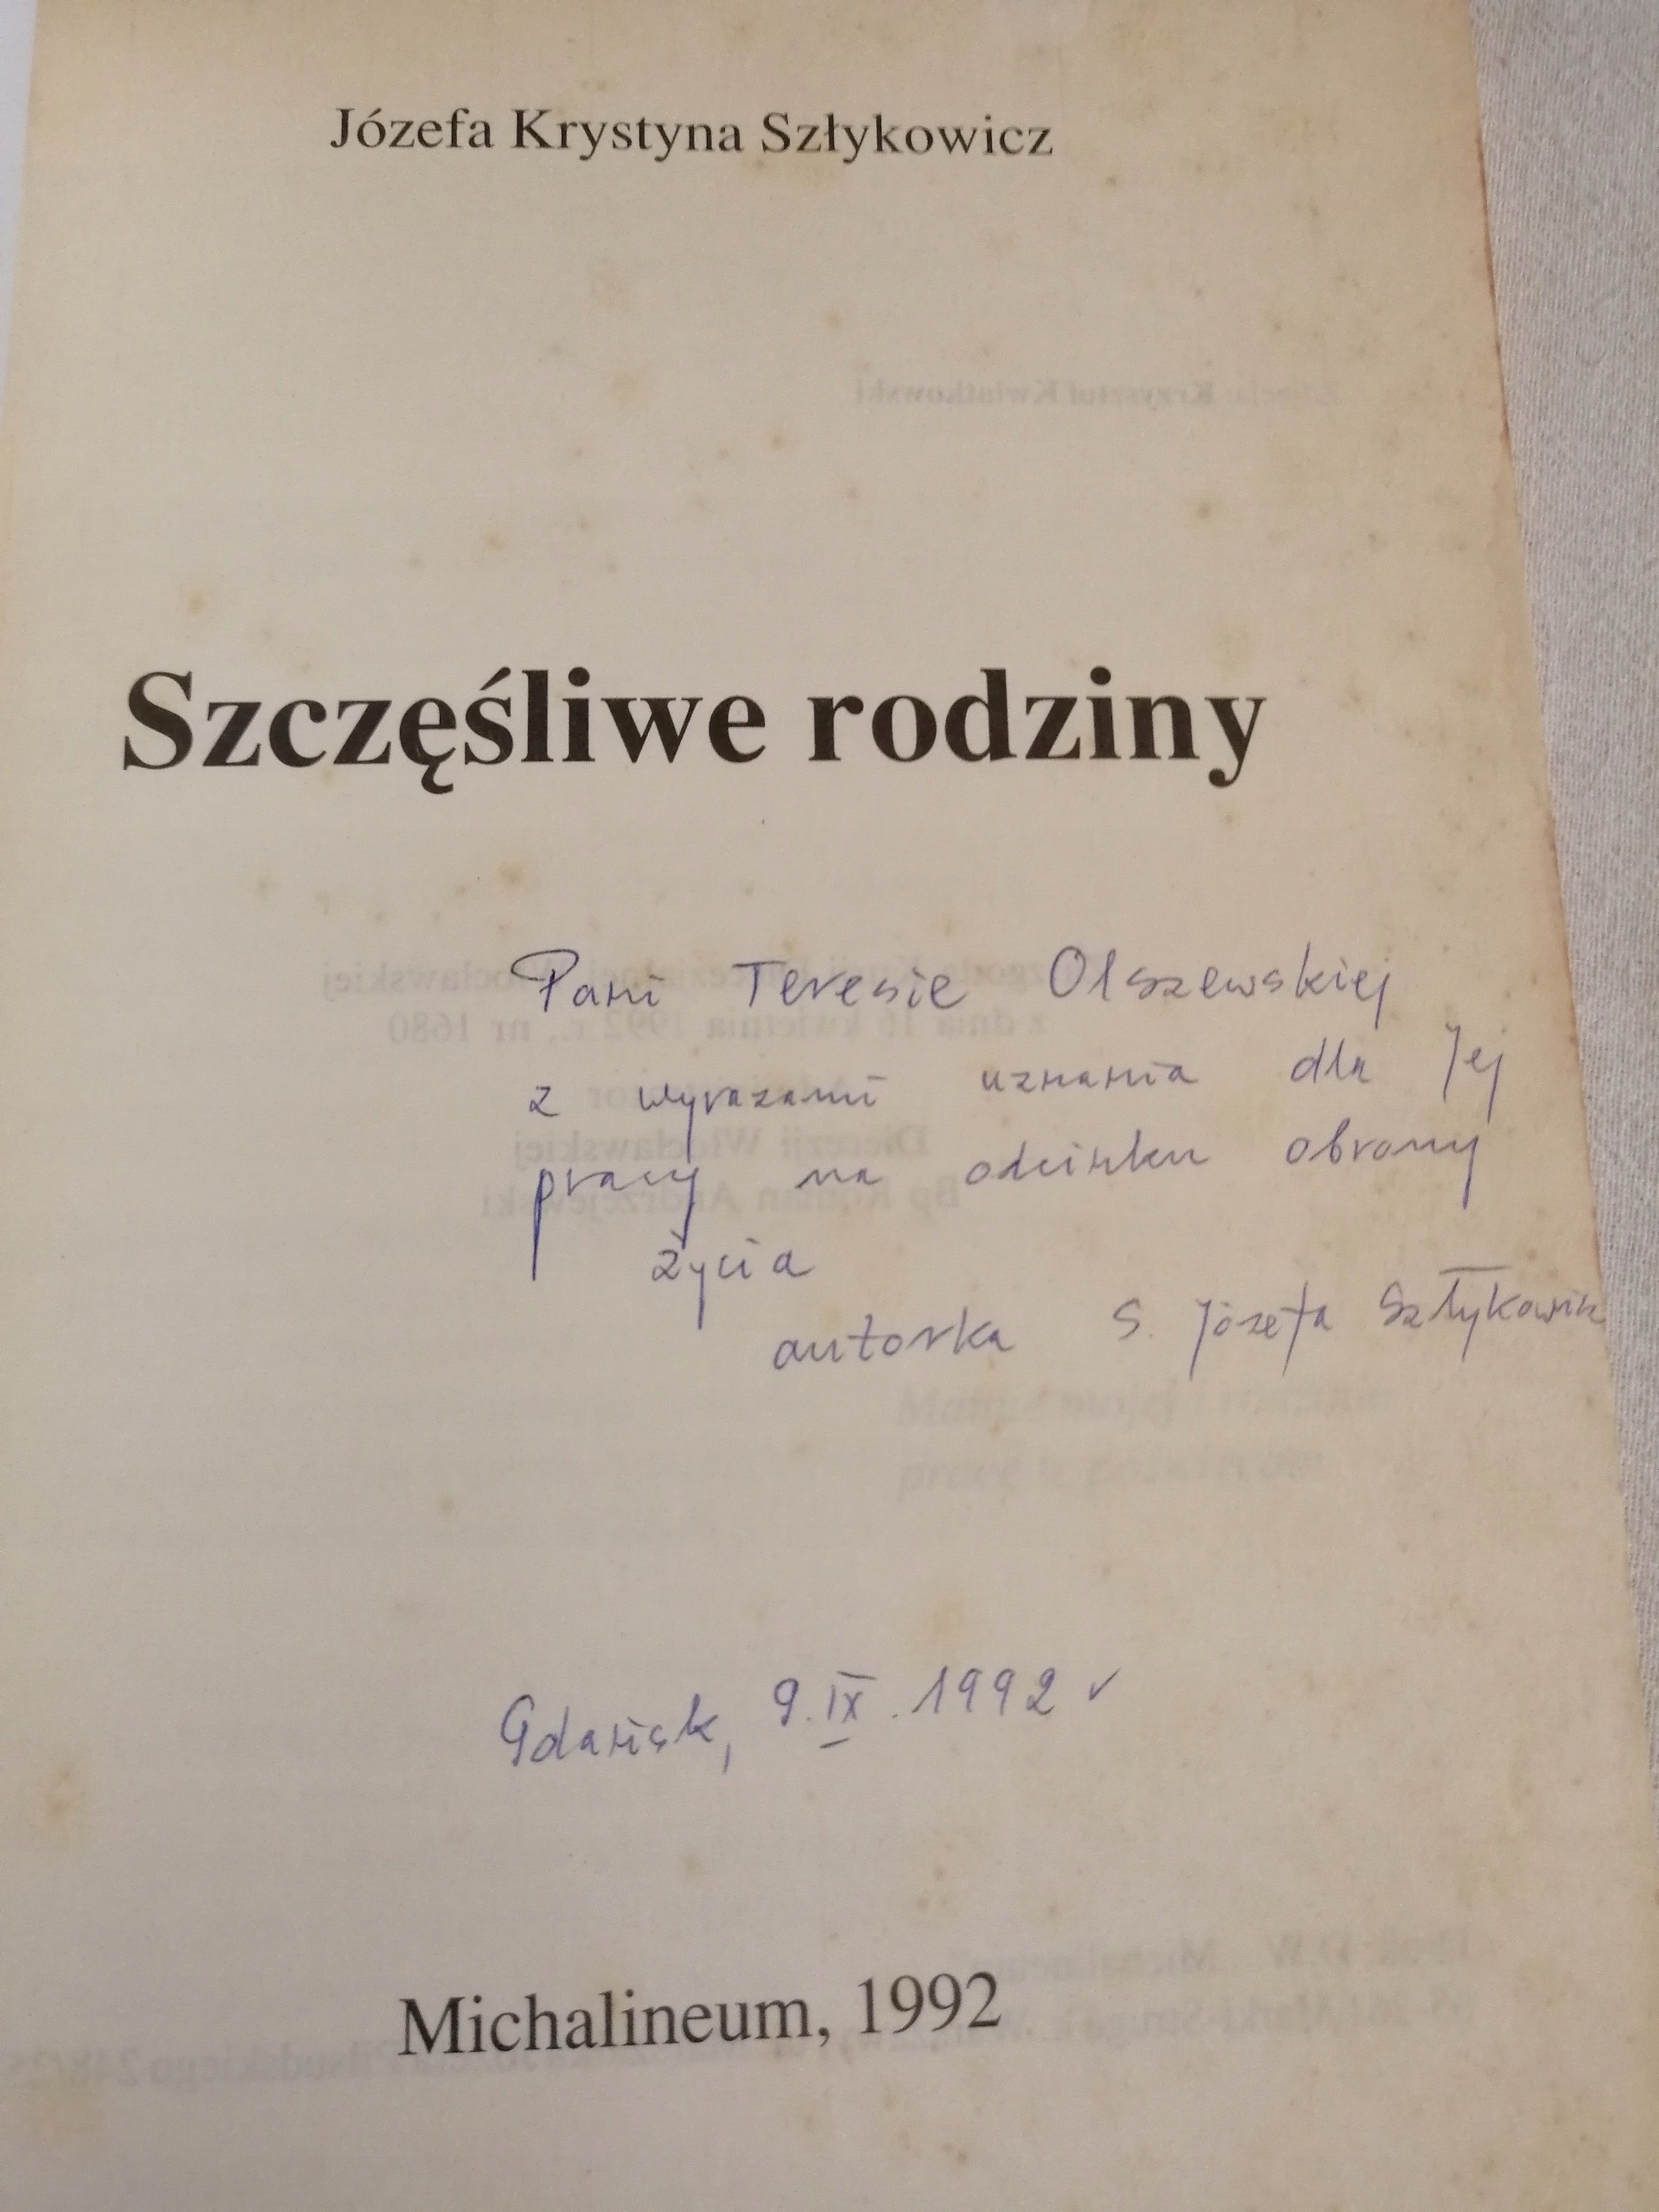 Józefa Krystyna Szłykowicz
Szczęśliwe rodziny
Pani Teresie Olszewskiej
z wyrazami uznania dla Jej
pracy na odcinku obrony
życia
autorka S. Józefa Szłykowicz
Gdańsk, 9.IX.1992 r
Michalineum, 1992